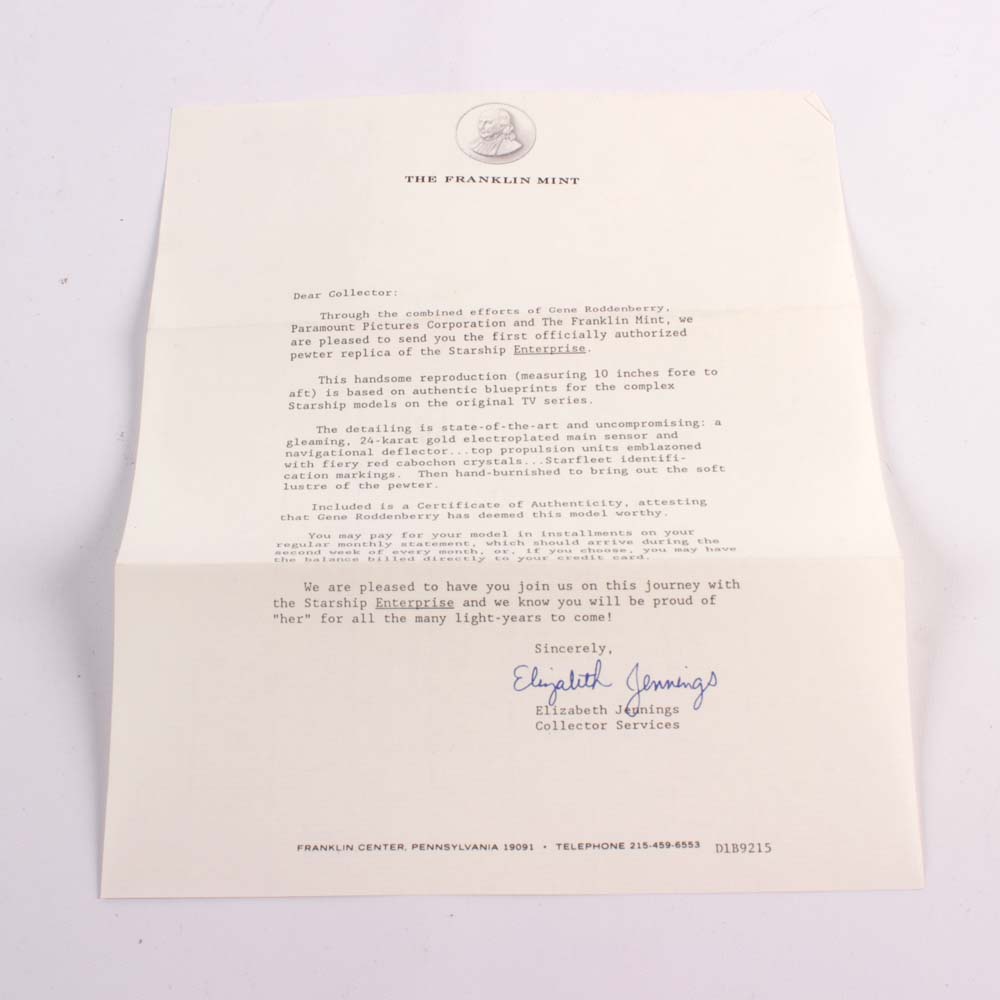 THE FRANKLIN MINT
Dear Collector:
Through the combined efforts of Gene Roddenberry,
Paramount Pictures Corporation and The Franklin Mint, we
are pleased to send you the first officially authorized
pewter replica of the Starship Enterprise.
This handsome reproduction (measuring 10 inches fore to
aft) is based on authentic blueprints for the complex
Starship models on the original TV series.
The detailing is state-of-the-art and uncompromising: a
gleaming, 24-karat gold electroplated main sensor and
navigational deflector...top propulsion units emblazoned
with fiery red cabochon crystals...Starfleet identifi-
cation markings. Then hand-burnished to bring out the soft
lustre of the pewter.
Included is a Certificate of Authenticity, attesting
that Gene Roddenberry has deemed this model worthy.
You may pay for your model in installments on your
regular monthly statement, which should arrive during the
second week of every month, or, if you choose, you may have
the balance billed directly to your credit card.
We are pleased to have you join us on this journey with
the Starship Enterprise and we know you will be proud of
"her" for all the many light-years to come!
Sincerely,
Elizabeth Jennings
Elizabeth Jennings
Collector Services
FRANKLIN CENTER, PENNSYLVANIA 19091 • TELEPHONE 215-459-6553 D1B9215